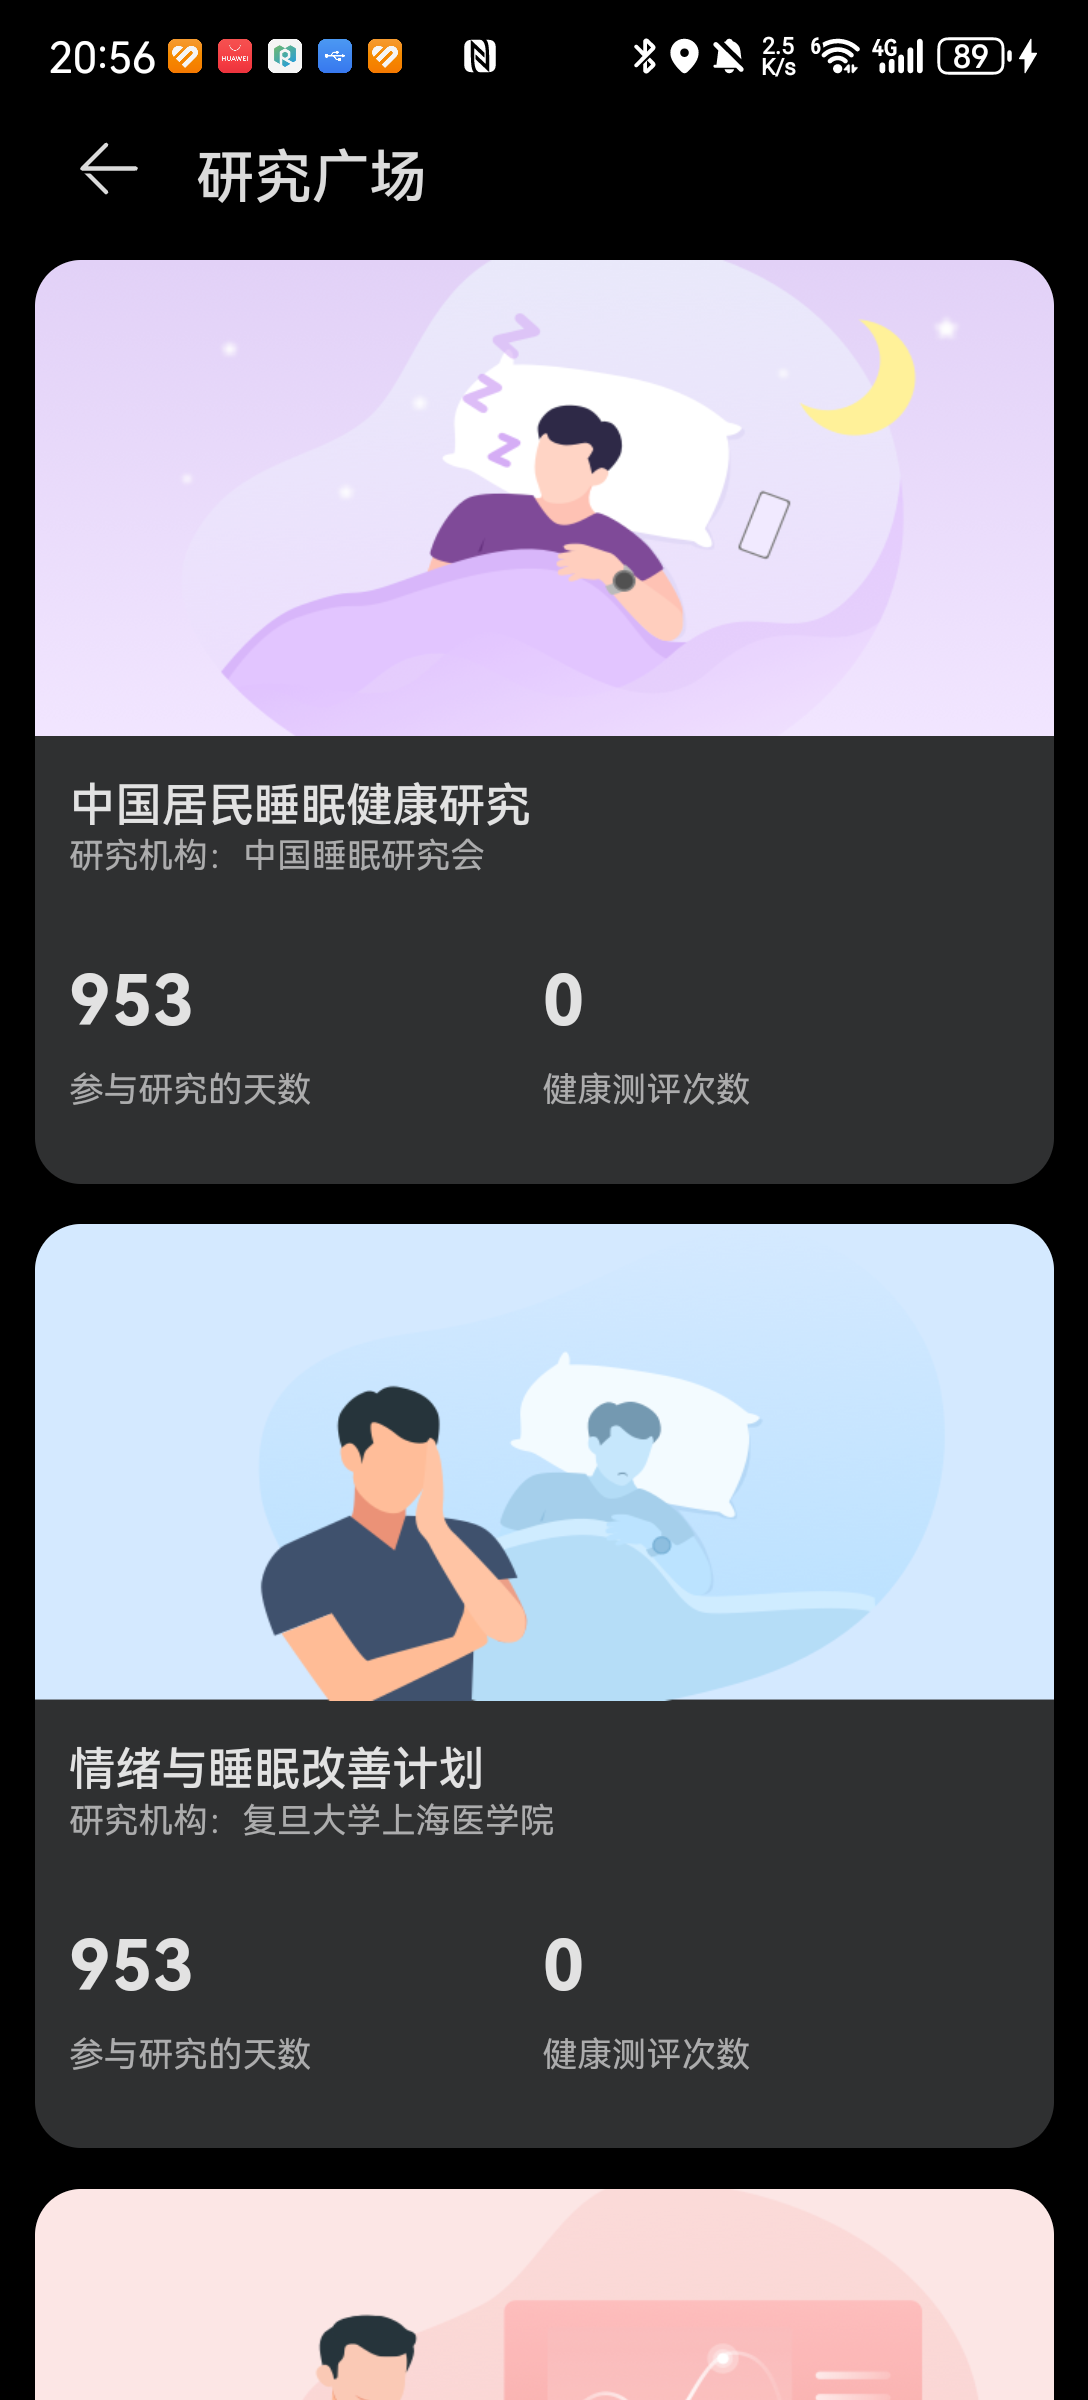 20:56
HUAWEI
2.5
K/s
6
4G
89
研究广场
z
z
z
中国居民睡眠健康研究
研究机构：中国睡眠研究会
953
0
参与研究的天数
健康测评次数
情绪与睡眠改善计划
研究机构：复旦大学上海医学院
953
0
参与研究的天数
健康测评次数